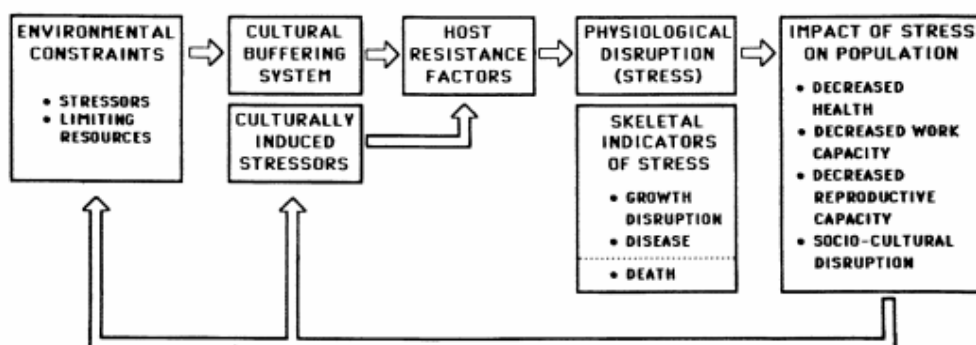 ENVIRONMENTAL
CONSTRAINTS
• STRESSORS
• LIMITING
RESOURCES
CULTURAL
BUFFERING
SYSTEM
CULTURALLY
INDUCED
STRESSORS
HOST
RESISTANCE
FACTORS
PHYSIOLOGICAL
DISRUPTION
(STRESS)
SKELETAL
INDICATORS
OF STRESS
• GROWTH
DISRUPTION
• DISEASE
• DEATH
IMPACT OF STRESS
ON POPULATION
• DECREASED
HEALTH
• DECREASED WORK
CAPACITY
• DECREASED
REPRODUCTIVE
CAPACITY
• SOCIO-CULTURAL
DISRUPTION